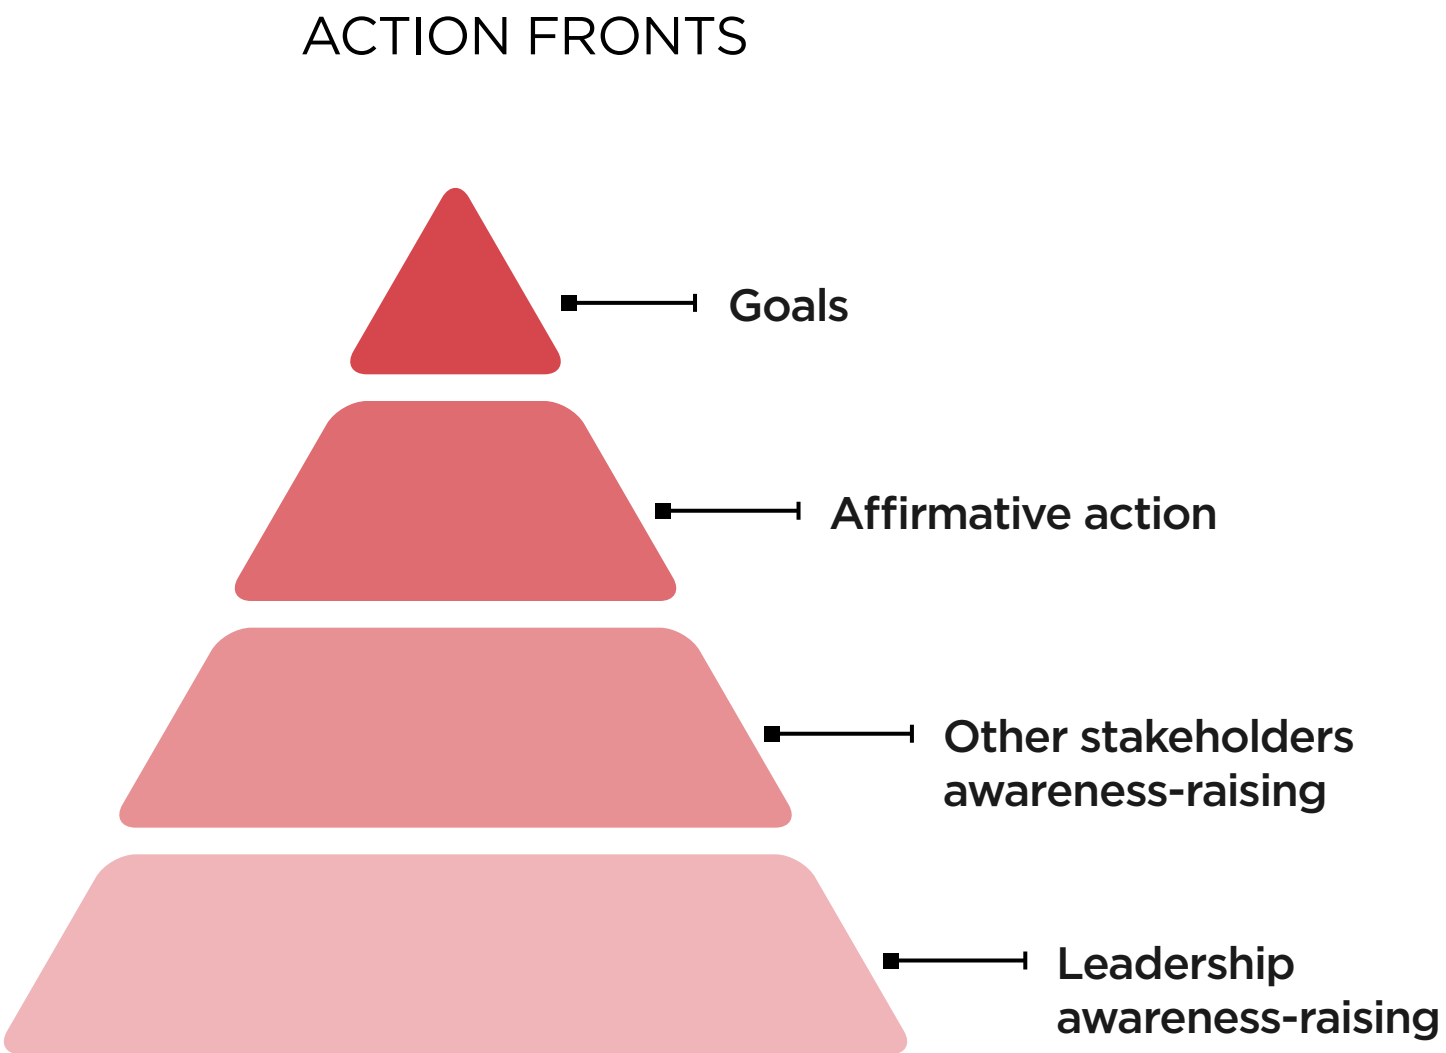 ACTION FRONTS
Goals
Affirmative action
Other stakeholders
awareness-raising
Leadership
awareness-raising